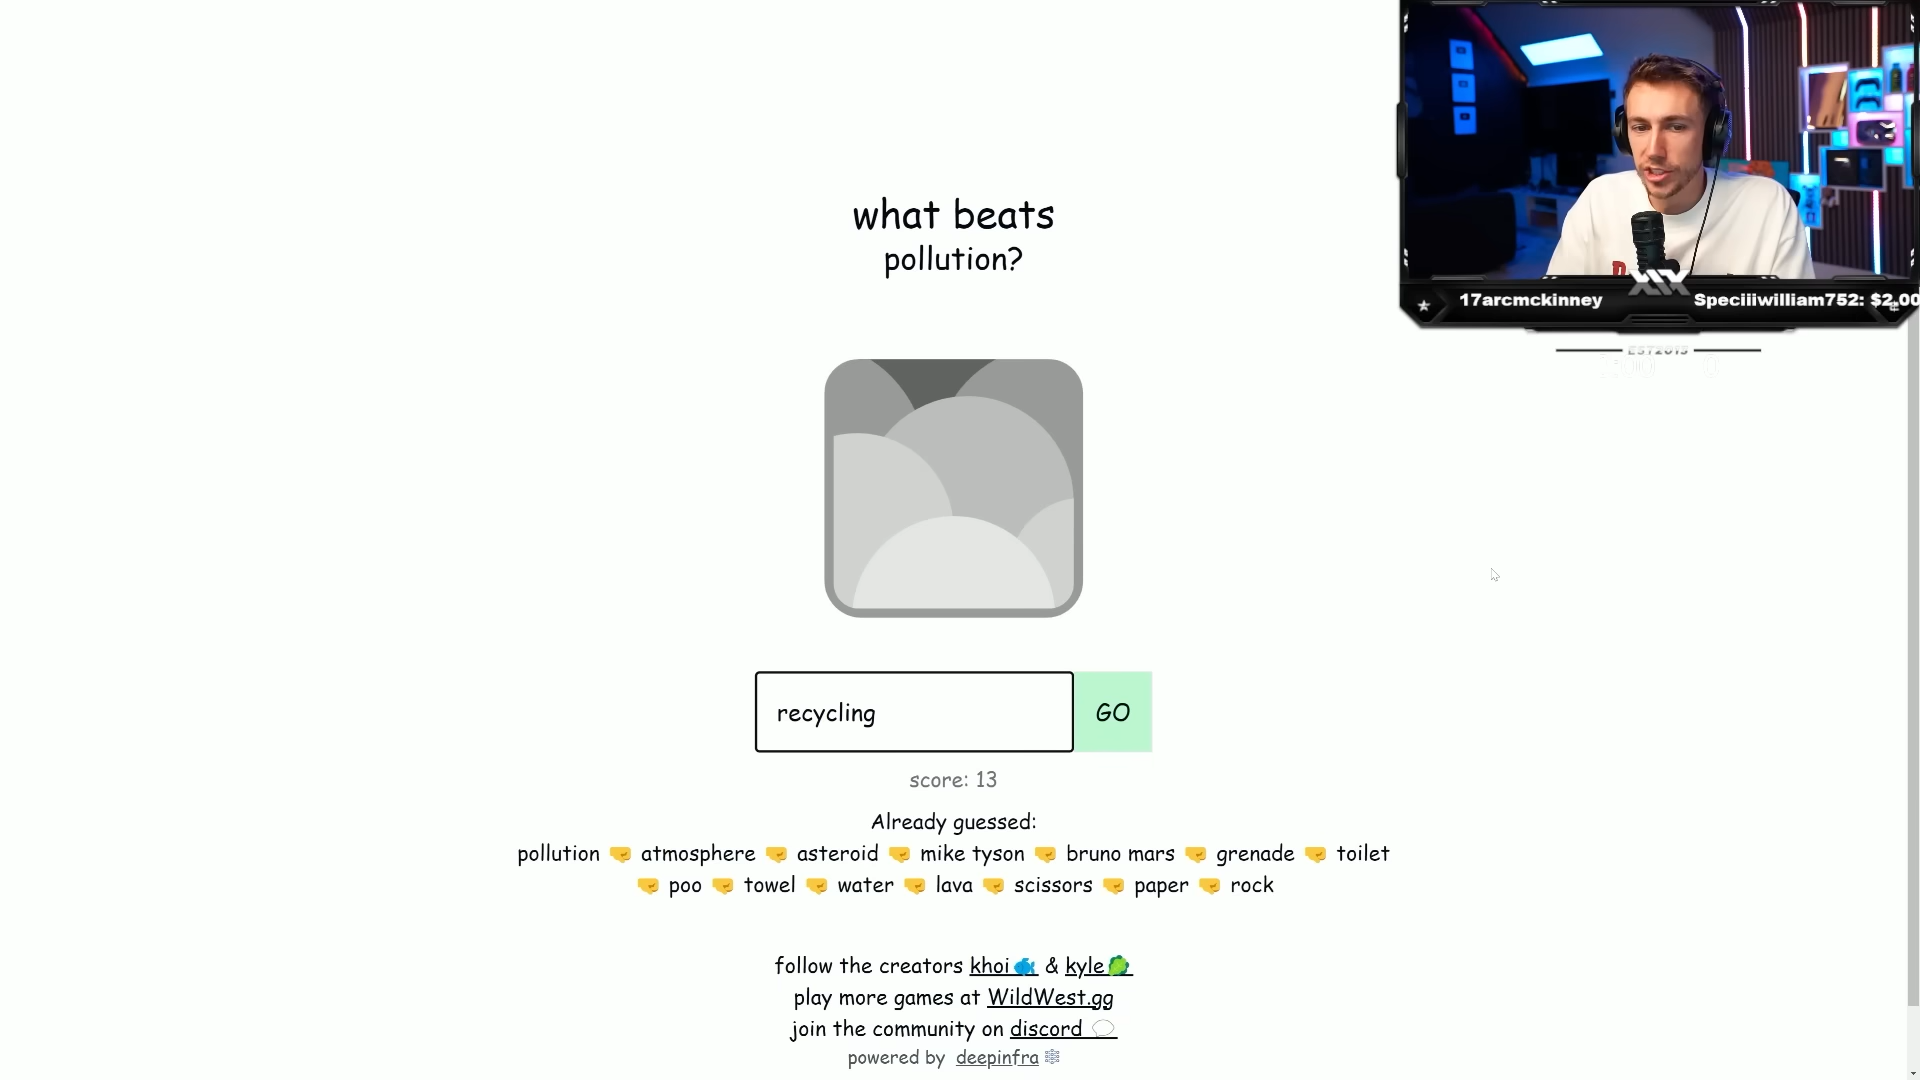 what beats
pollution?
recycling
GO
score: 13
Already guessed:
pollution 🤜 atmosphere 🤜 asteroid 🤜 mike tyson 🤜 bruno mars 🤜 grenade 🤜 toilet
🤜 poo 🤜 towel 🤜 water 🤜 lava 🤜 scissors 🤜 paper 🤜 rock
follow the creators khoi & kyle
play more games at WildWest.gg
join the community on discord
powered by deepinfra
XIX
17arcmckinney
Speciiiwilliam752: $2.00
EST2015